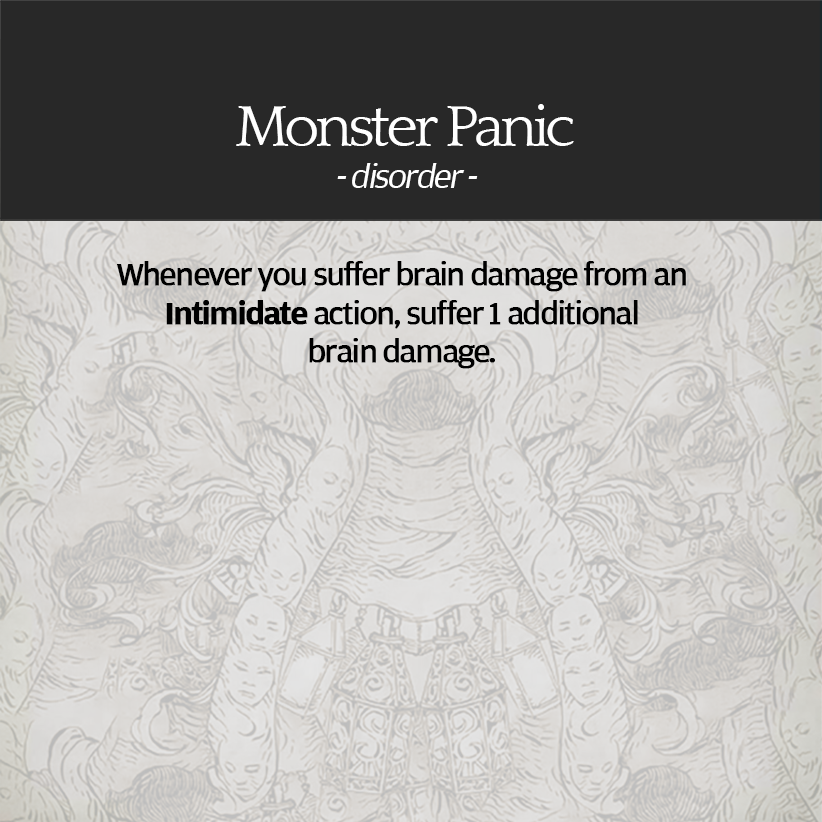 Monster Panic
- disorder -
Whenever you suffer brain damage from an
Intimidate action, suffer 1 additional
brain damage.